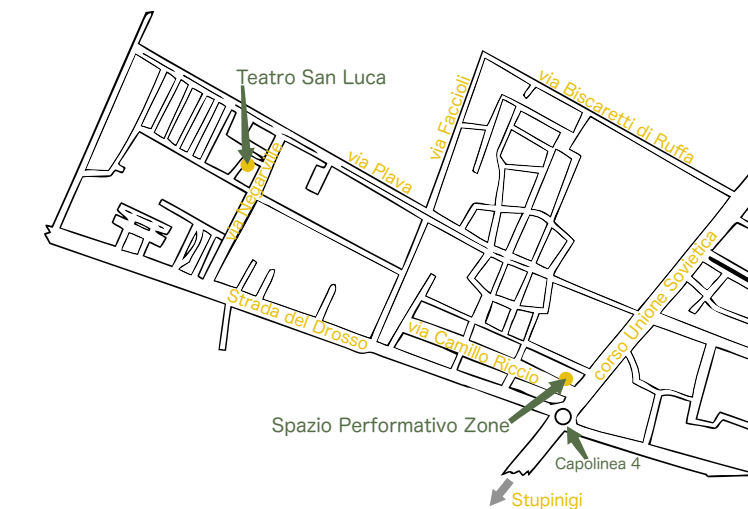 Teatro San Luca
via Biscaretti di Ruffa
via Faccioli
via Plava
via Negarville
corso Unione Sovietica
Strada del Drosso
via Camillo Riccio
Spazio Performativo Zone
Capolinea 4
Stupinigi